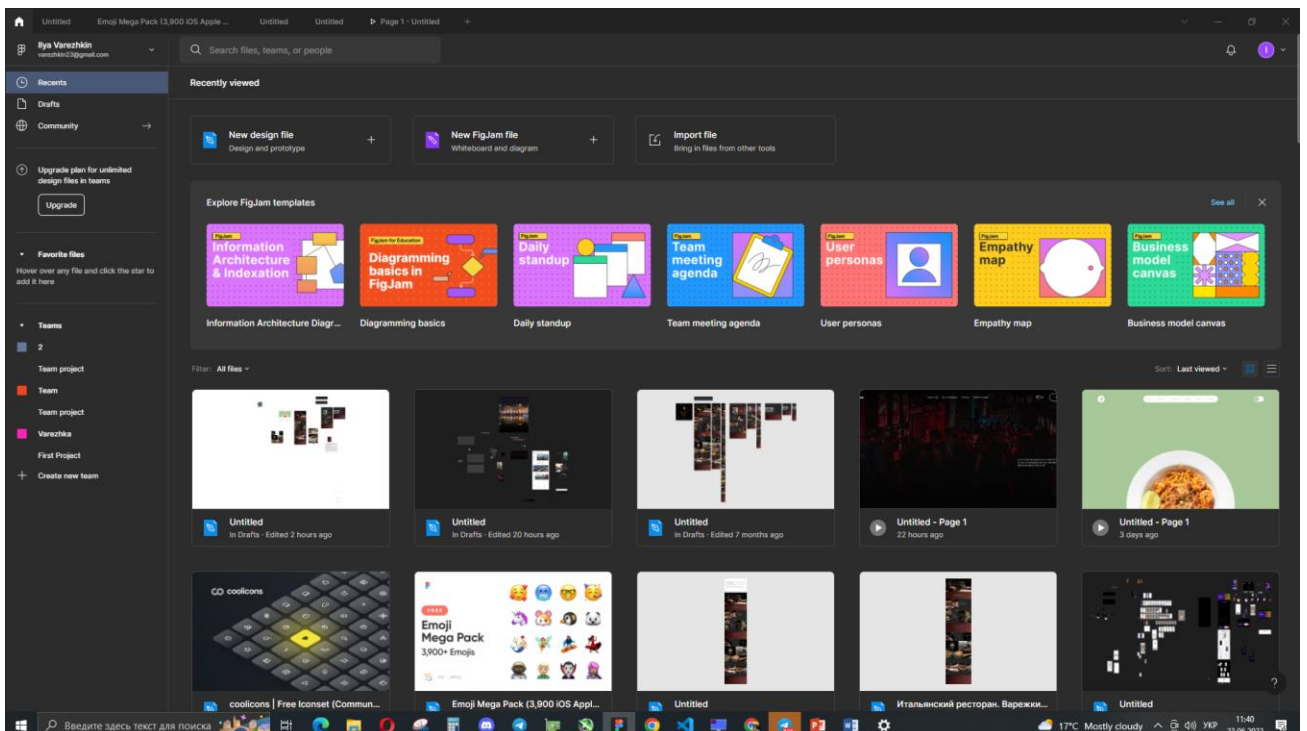 Untitled
Emoji Mega Pack (3,900 iOS Apple ...
Untitled
Untitled
Page 1 - Untitled
Ilya Varezhkin
varezhkin23@gmail.com
Search files, teams, or people
I
Recents
Recently viewed
Drafts
Community
New design file
Design and prototype
New FigJam file
Whiteboard and diagram
Import file
Bring in files from other tools
Upgrade plan for unlimited
design files in teams
Upgrade
Explore FigJam templates
See all
FigJam
Information
Architecture
& Indexation
FigJam for Education
Diagramming
basics in
FigJam
FigJam
Daily
standup
FigJam
Team
meeting
agenda
FigJam
User
personas
FigJam
Empathy
map
FigJam
Business
model
canvas
Information Architecture Diagr...
Diagramming basics
Daily standup
Team meeting agenda
User personas
Empathy map
Business model canvas
Favorite files
Hover over any file and click the star to
add it here
Teams
2
Team project
Team
Team project
Varezhka
First Project
Create new team
Filter: All files
Sort: Last viewed
Untitled
In Drafts · Edited 2 hours ago
Untitled
In Drafts · Edited 20 hours ago
Untitled
In Drafts · Edited 7 months ago
Untitled - Page 1
22 hours ago
Untitled - Page 1
3 days ago
coolicons
FREE
Emoji
Mega Pack
3,900+ Emojis
coolicons | Free Iconset (Commun...
Emoji Mega Pack (3,900 iOS Appl...
Untitled
Итальянский ресторан. Варежки...
Untitled
?
Введите здесь текст для поиска
17°C Mostly cloudy
УКР
11:40